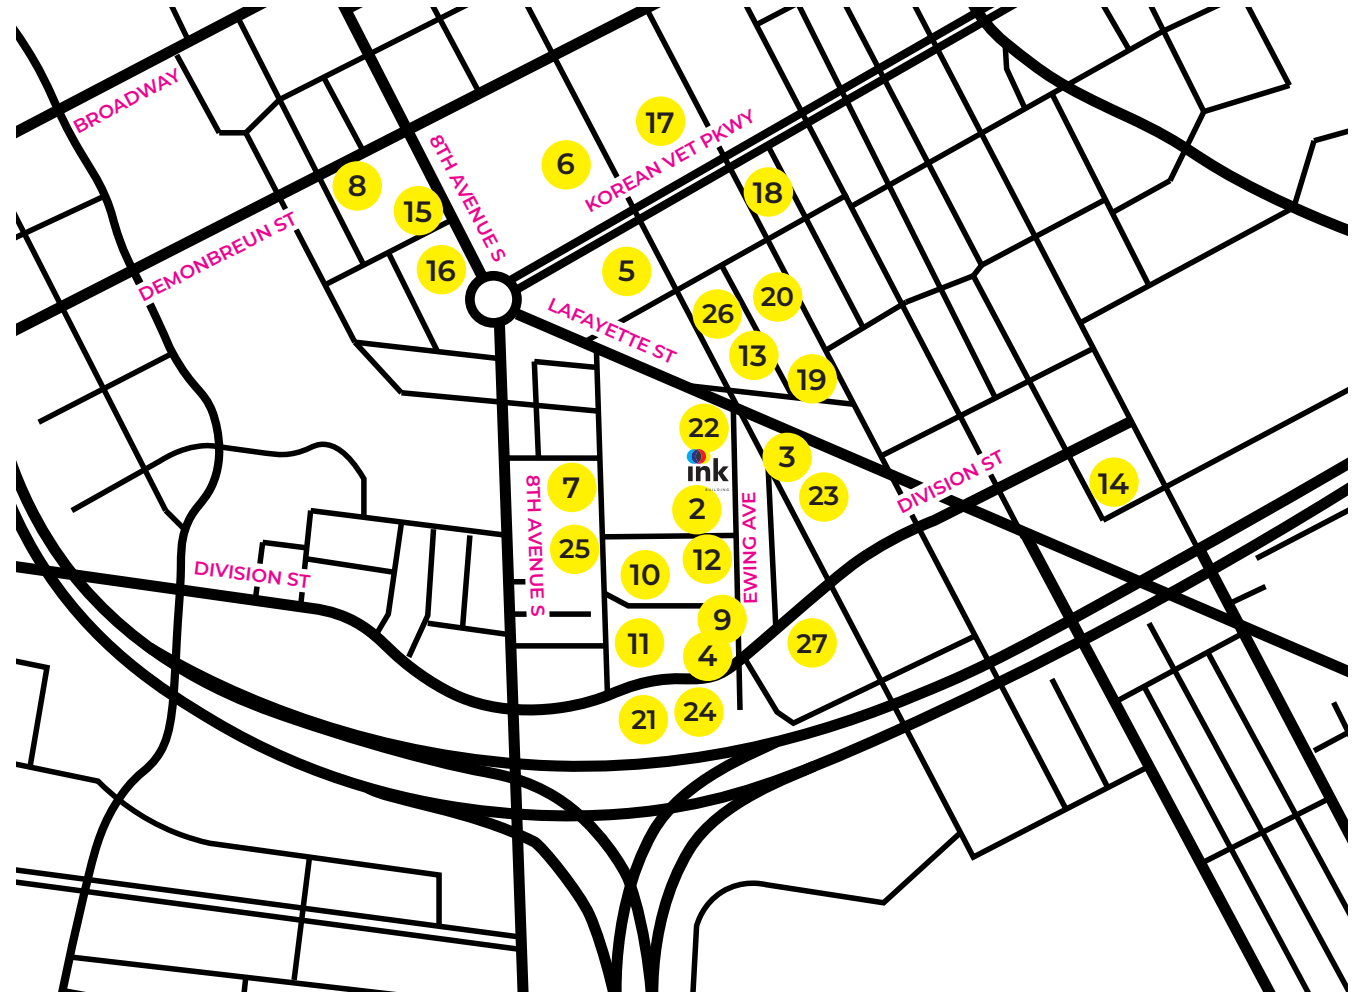 BROADWAY
17
8TH AVENUE S
KOREAN VET PKWY
6
8
18
15
DEMONBREUN ST
16
5
20
LAFAYETTE ST
26
13
19
22
3
ink
BUILDING
DIVISION ST
14
7
23
2
8TH AVENUE S
EWING AVE
25
12
DIVISION ST
10
9
11
27
4
24
21